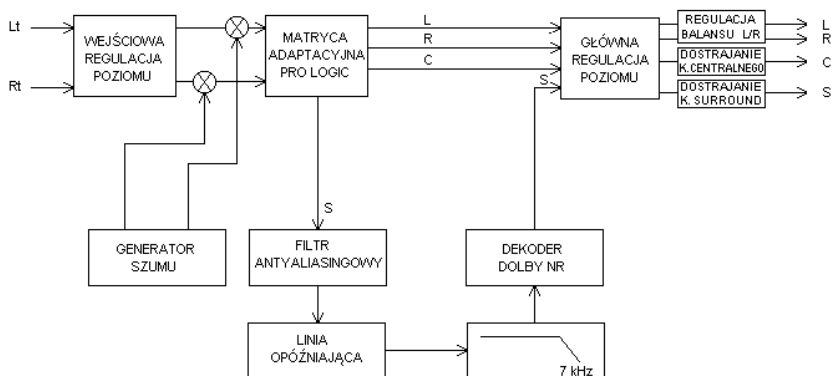 Lt
Rt
WEJŚCIOWA
REGULACJA
POZIOMU
MATRYCA
ADAPTACYJNA
PRO LOGIC
L
R
C
S
GŁÓWNA
REGULACJA
POZIOMU
REGULACJA
BALANSU L/R
DOSTRAJANIE
K.CENTRALNEGO
DOSTRAJANIE
K. SURROUND
L
R
C
S
GENERATOR
SZUMU
S
FILTR
ANTYALIASINGOWY
DEKODER
DOLBY NR
LINIA
OPÓŹNIAJĄCA
7 kHz